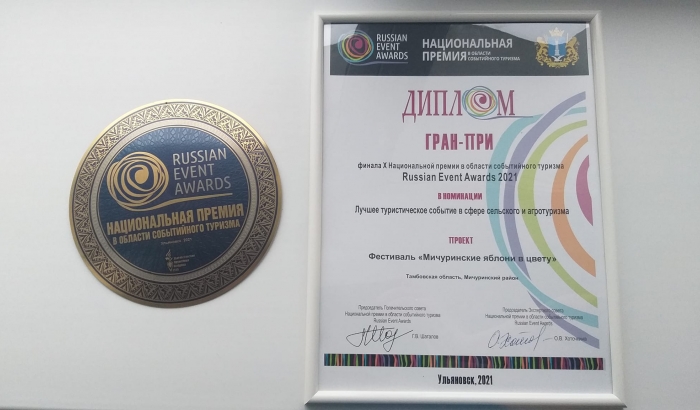 RUSSIAN
EVENT
AWARDS
НАЦИОНАЛЬНАЯ ПРЕМИЯ
В ОБЛАСТИ СОБЫТИЙНОГО ТУРИЗМА
RUSSIAN
EVENT
AWARDS
НАЦИОНАЛЬНАЯ
ПРЕМИЯ В ОБЛАСТИ
СОБЫТИЙНОГО ТУРИЗМА
ДИПЛОМ
ГРАН-ПРИ
финала X Национальной премии в области событийного туризма
Russian Event Awards 2021
В НОМИНАЦИИ
Лучшее туристическое событие в сфере сельского и агротуризма
ПРОЕКТ
Фестиваль «Мичуринские яблони в цвету»
Тамбовская область, Мичуринский район
Председатель Попечительского совета
Национальной премии в области событийного туризма
Russian Event Awards
Г.В. Шаталов
Председатель Экспертного совета
Национальной премии в области событийного туризма
Russian Event Awards
О.В.
Ульяновск, 2021